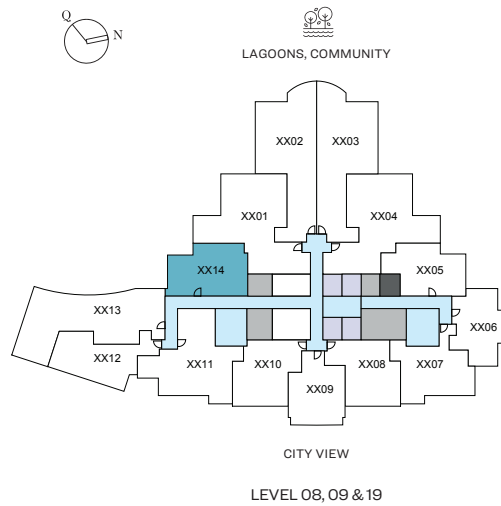 Q
N
LAGOONS, COMMUNITY
XX02 XX03
XX01 XX04
XX14 XX05
XX13
XX06
XX12 XX11 XX10 XX08 XX07
XX09
CITY VIEW
LEVEL 08, 09 & 19